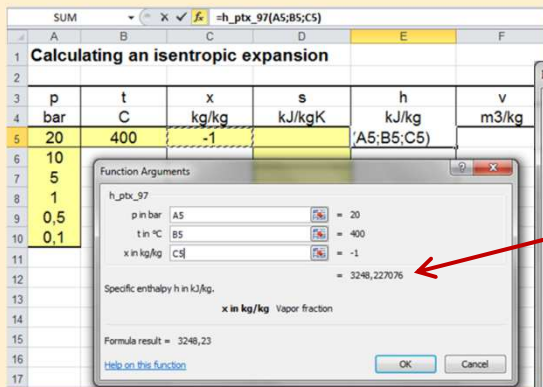 SUM =h_ptx_97(A5;B5;C5)
A B C D E F
1 Calculating an isentropic expansion
2
3 p t x s h v
4 bar C kg/kg kJ/kgK kJ/kg m3/kg
5 20 400 -1 (A5;B5;C5)
6 10
7 5
8 1
9 0,5
10 0,1
11
12
13
14
15
16
17
Function Arguments
h_ptx_97
p in bar A5 = 20
t in °C B5 = 400
x in kg/kg C5 = -1
= 3248,227076
Specific enthalpy h in kJ/kg.
x in kg/kg Vapor fraction
Formula result = 3248,23
Help on this function OK Cancel